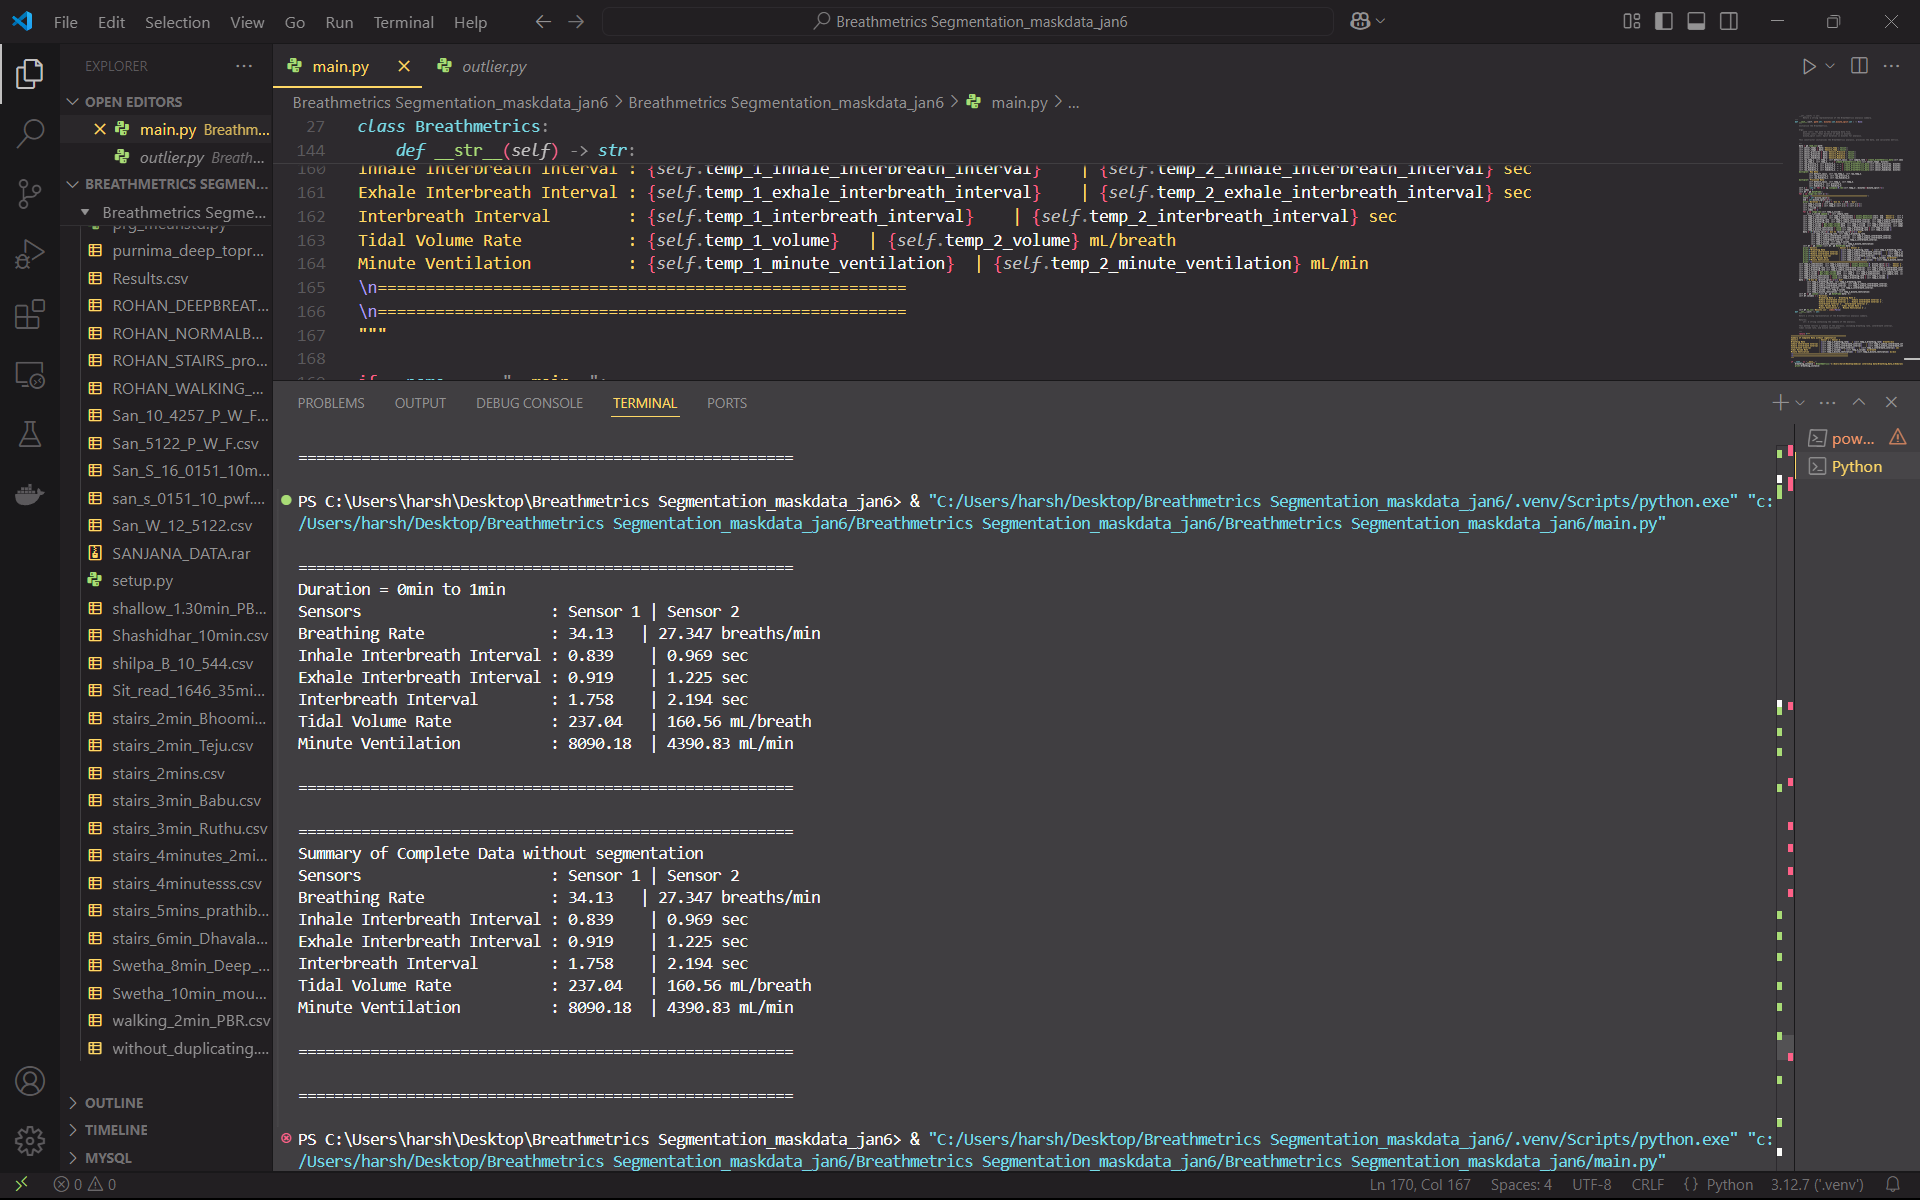 File Edit Selection View Go Run Terminal Help
Breathmetrics Segmentation_maskdata_jan6
EXPLORER
OPEN EDITORS
main.py Breathm...
outlier.py Breath...
BREATHMETRICS SEGMEN...
Breathmetrics Segme...
purnima_deep_topr...
Results.csv
ROHAN_DEEPBREAT...
ROHAN_NORMALB...
ROHAN_STAIRS_pro...
ROHAN_WALKING_...
San_10_4257_P_W_F...
San_5122_P_W_F.csv
San_S_16_0151_10m...
san_s_0151_10_pwf....
San_W_12_5122.csv
SANJANA_DATA.rar
setup.py
shallow_1.30min_PB...
Shashidhar_10min.csv
shilpa_B_10_544.csv
Sit_read_1646_35mi...
stairs_2min_Bhoomi...
stairs_2min_Teju.csv
stairs_2mins.csv
stairs_3min_Babu.csv
stairs_3min_Ruthu.csv
stairs_4minutes_2mi...
stairs_4minutesss.csv
stairs_5mins_prathib...
stairs_6min_Dhavala...
Swetha_8min_Deep_...
Swetha_10min_mou...
walking_2min_PBR.csv
without_duplicating....
OUTLINE
TIMELINE
MYSQL
main.py outlier.py
Breathmetrics Segmentation_maskdata_jan6 > Breathmetrics Segmentation_maskdata_jan6 > main.py > ...
27 class Breathmetrics:
144 def __str__(self) -> str:
160 Inhale Interbreath Interval : {self.temp_1_inhale_interbreath_interval} | {self.temp_2_inhale_interbreath_interval} sec
161 Exhale Interbreath Interval : {self.temp_1_exhale_interbreath_interval} | {self.temp_2_exhale_interbreath_interval} sec
162 Interbreath Interval : {self.temp_1_interbreath_interval} | {self.temp_2_interbreath_interval} sec
163 Tidal Volume Rate : {self.temp_1_volume} | {self.temp_2_volume} mL/breath
164 Minute Ventilation : {self.temp_1_minute_ventilation} | {self.temp_2_minute_ventilation} mL/min
165 \n=======================================================
166 \n=======================================================
167 """
168
PROBLEMS OUTPUT DEBUG CONSOLE TERMINAL PORTS
pow...
Python
=======================================================
PS C:\Users\harsh\Desktop\Breathmetrics Segmentation_maskdata_jan6> & "C:/Users/harsh/Desktop/Breathmetrics Segmentation_maskdata_jan6/.venv/Scripts/python.exe" "c:
/Users/harsh/Desktop/Breathmetrics Segmentation_maskdata_jan6/Breathmetrics Segmentation_maskdata_jan6/Breathmetrics Segmentation_maskdata_jan6/main.py"
=======================================================
Duration = 0min to 1min
Sensors : Sensor 1 | Sensor 2
Breathing Rate : 34.13 | 27.347 breaths/min
Inhale Interbreath Interval : 0.839 | 0.969 sec
Exhale Interbreath Interval : 0.919 | 1.225 sec
Interbreath Interval : 1.758 | 2.194 sec
Tidal Volume Rate : 237.04 | 160.56 mL/breath
Minute Ventilation : 8090.18 | 4390.83 mL/min
=======================================================
=======================================================
Summary of Complete Data without segmentation
Sensors : Sensor 1 | Sensor 2
Breathing Rate : 34.13 | 27.347 breaths/min
Inhale Interbreath Interval : 0.839 | 0.969 sec
Exhale Interbreath Interval : 0.919 | 1.225 sec
Interbreath Interval : 1.758 | 2.194 sec
Tidal Volume Rate : 237.04 | 160.56 mL/breath
Minute Ventilation : 8090.18 | 4390.83 mL/min
=======================================================
=======================================================
PS C:\Users\harsh\Desktop\Breathmetrics Segmentation_maskdata_jan6> & "C:/Users/harsh/Desktop/Breathmetrics Segmentation_maskdata_jan6/.venv/Scripts/python.exe" "c:
/Users/harsh/Desktop/Breathmetrics Segmentation_maskdata_jan6/Breathmetrics Segmentation_maskdata_jan6/Breathmetrics Segmentation_maskdata_jan6/main.py"
0 0 Ln 170, Col 167 Spaces: 4 UTF-8 CRLF {} Python 3.12.7 ('.venv')